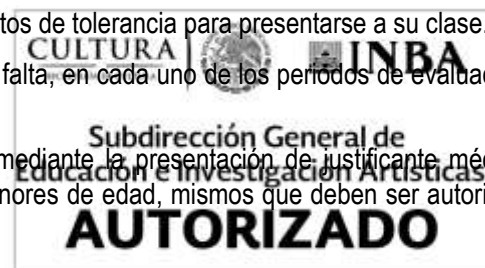 tos de tolerancia para presentarse a su clase.
CULTURA INBA
falta, en cada uno de los periodos de evaluac
Subdirección General de
mediante la presentación de justificante méd
Educación e Investigación Artísticas
nores de edad, mismos que deben ser autori
AUTORIZADO